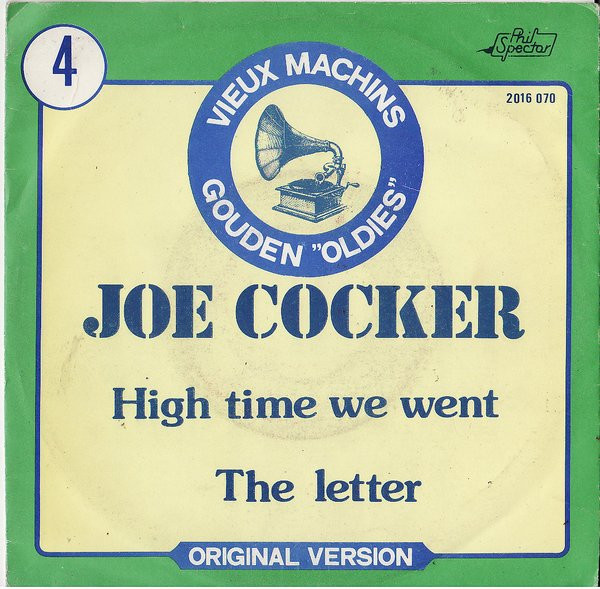 4
Phil
Spector
2016 070
VIEUX MACHINS
GOUDEN "OLDIES"
JOE COCKER
High time we went
The letter
ORIGINAL VERSION